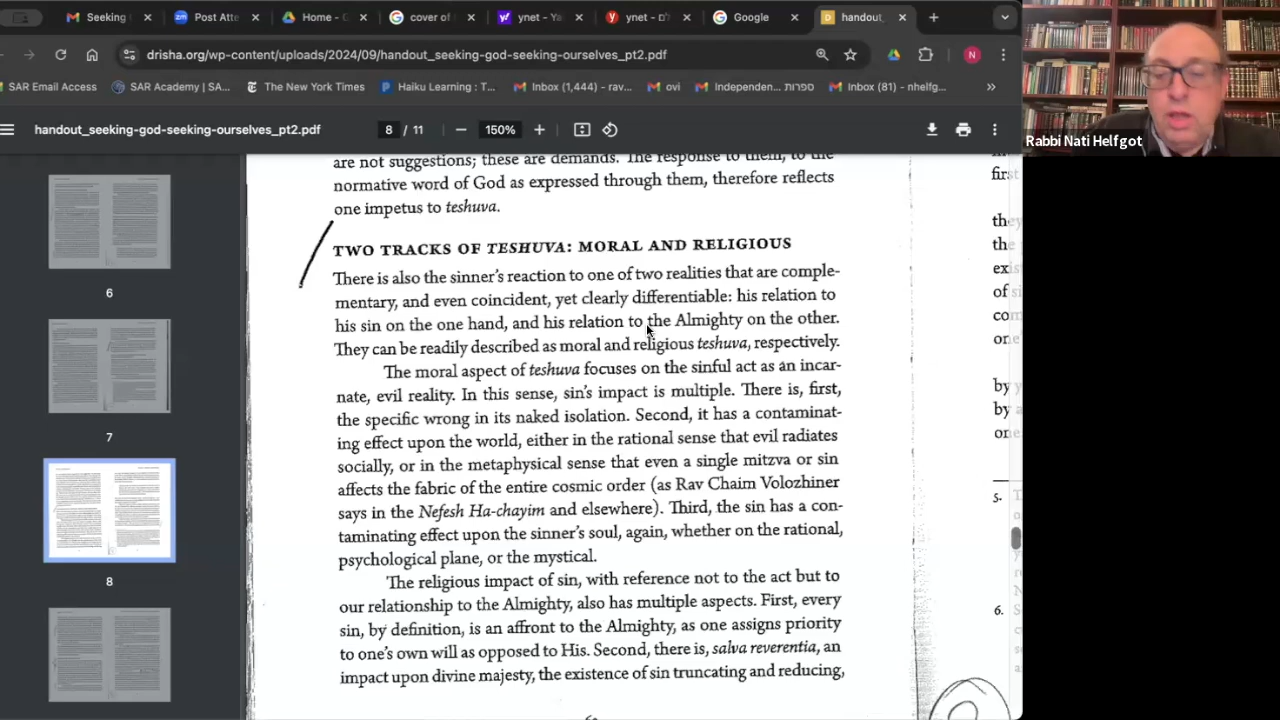 Seeking
Post Atte
Home -
cover of
ynet - Ya
ynet - ם
Google
handout
drisha.org/wp-content/uploads/2024/09/handout_seeking-god-seeking-ourselves_pt2.pdf
N
SAR Email Access
SAR Academy | SA...
The New York Times
Haiku Learning : T...
Inbox (1,444) - rav...
ovi
Independen... ספרות
Inbox (81) - nhelfg...
»
handout_seeking-god-seeking-ourselves_pt2.pdf
8 / 11
150%
Rabbi Nati Helfgot
6
7
8
are not suggestions; these are demands. The response to them, to the
normative word of God as expressed through them, therefore reflects
one impetus to teshuva.
TWO TRACKS OF TESHUVA: MORAL AND RELIGIOUS
There is also the sinner's reaction to one of two realities that are comple-
mentary, and even coincident, yet clearly differentiable: his relation to
his sin on the one hand, and his relation to the Almighty on the other.
They can be readily described as moral and religious teshuva, respectively.
The moral aspect of teshuva focuses on the sinful act as an incar-
nate, evil reality. In this sense, sin's impact is multiple. There is, first,
the specific wrong in its naked isolation. Second, it has a contaminat-
ing effect upon the world, either in the rational sense that evil radiates
socially, or in the metaphysical sense that even a single mitzva or sin
affects the fabric of the entire cosmic order (as Rav Chaim Volozhiner
says in the Nefesh Ha-chayim and elsewhere). Third, the sin has a con-
taminating effect upon the sinner's soul, again, whether on the rational,
psychological plane, or the mystical.
The religious impact of sin, with reference not to the act but to
our relationship to the Almighty, also has multiple aspects. First, every
sin, by definition, is an affront to the Almighty, as one assigns priority
to one's own will as opposed to His. Second, there is, salva reverentia, an
impact upon divine majesty, the existence of sin truncating and reducing,
firs
they
the
exis
of si
com
one
by y
by a
one
5.
6.